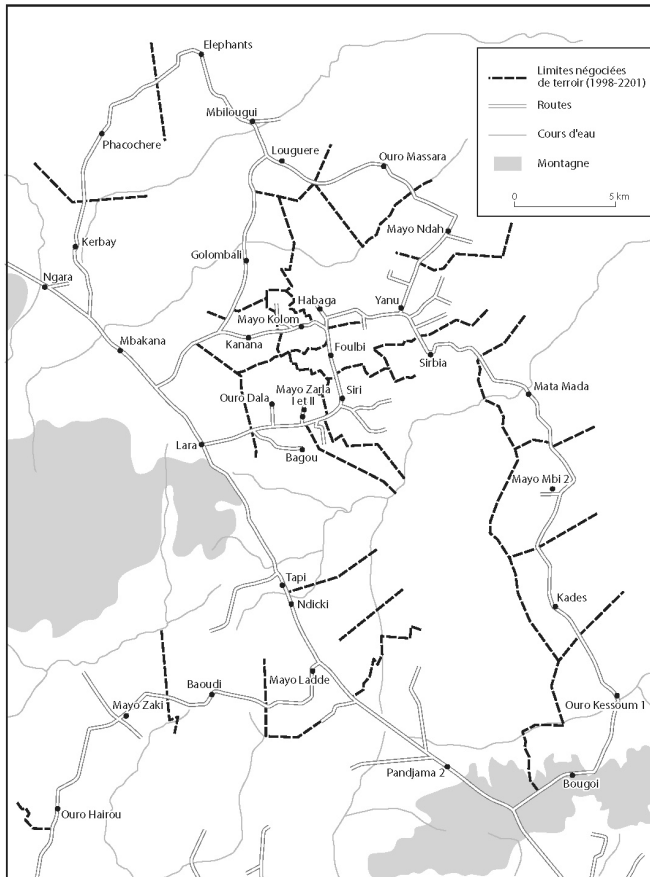 Elephants
Limites négociées
de terroir (1998-2201)
Routes
Cours d'eau
Montagne
0
5 km
Mbilougui
Phacochere
Louguere
Ouro Massara
Mayo Ndah
Kerbay
Golombali
Ngara
Habaga
Yanu
Mayo Kolom
Mbakana
Kanana
Foulbi
Sirbia
Ouro Dala
Mayo Zarla
I et II
Siri
Mata Mada
Lara
Bagou
Mayo Mbi 2
Tapi
Ndicki
Kades
Mayo Ladde
Baoudi
Mayo Zaki
Ouro Kessoum 1
Pandjama 2
Bougoi
Ouro Hairou